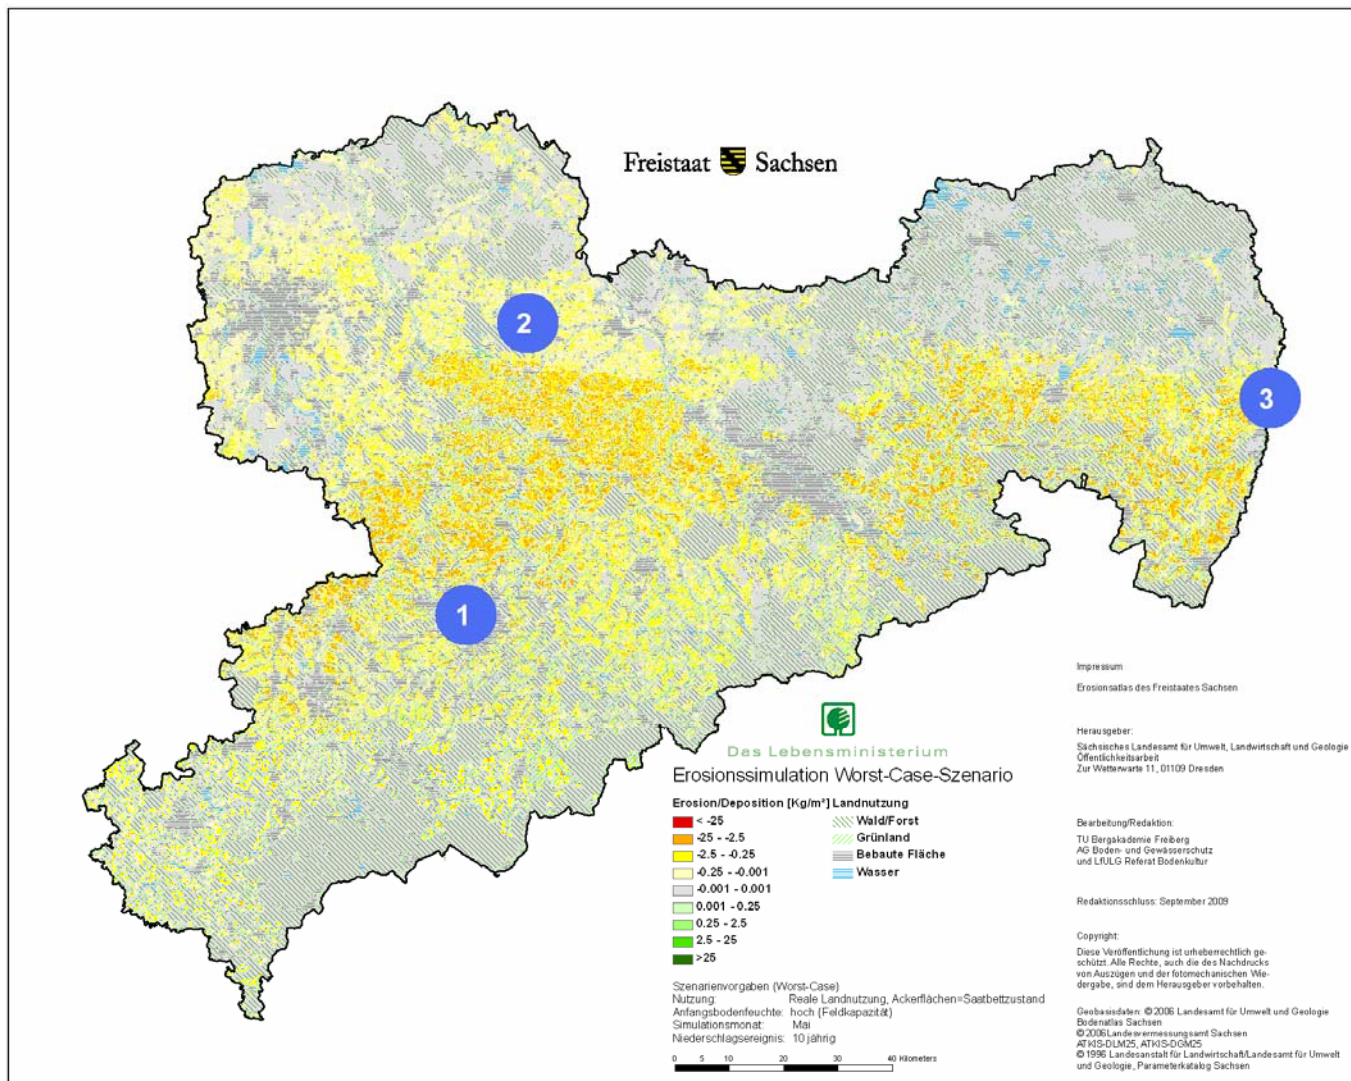 Freistaat Sachsen
2
3
1
Das Lebensministerium
Erosionssimulation Worst-Case-Szenario
Erosion/Deposition [Kg/m²] Landnutzung
< -25
-25 - -2.5
-2.5 - -0.25
-0.25 - -0.001
-0.001 - 0.001
0.001 - 0.25
0.25 - 2.5
2.5 - 25
>25
Wald/Forst
Grünland
Bebaute Fläche
Wasser
Szenarienvorgaben (Worst-Case)
Nutzung: Reale Landnutzung, Ackerflächen=Saatbettzustand
Anfangsbodenfeuchte: hoch (Feldkapazität)
Simulationsmonat: Mai
Niederschlagsereignis: 10 jährig
0 5 10 20 30 40 Kilometers
Impressum
Erosionsatlas des Freistaates Sachsen
Herausgeber:
Sächsisches Landesamt für Umwelt, Landwirtschaft und Geologie
Öffentlichkeitsarbeit
Zur Wetterwarte 11, 01109 Dresden
Bearbeitung/Redaktion:
TU Bergakademie Freiberg
AG Boden- und Gewässerschutz
und LfULG Referat Bodenkultur
Redaktionsschluss: September 2009
Copyright:
Diese Veröffentlichung ist urheberrechtlich ge-
schützt. Alle Rechte, auch die des Nachdrucks
von Auszügen und der fotomechanischen Wie-
dergabe, sind dem Herausgeber vorbehalten.
Geobasisdaten: ©2006 Landesamt für Umwelt und Geologie
Bodenatlas Sachsen
©2006 Landesvermessungsamt Sachsen
ATKIS-DLM25, ATKIS-DGM25
© 1996 Landesanstalt für Landwirtschaft/Landesamt für Umwelt
und Geologie, Parameterkatalog Sachsen